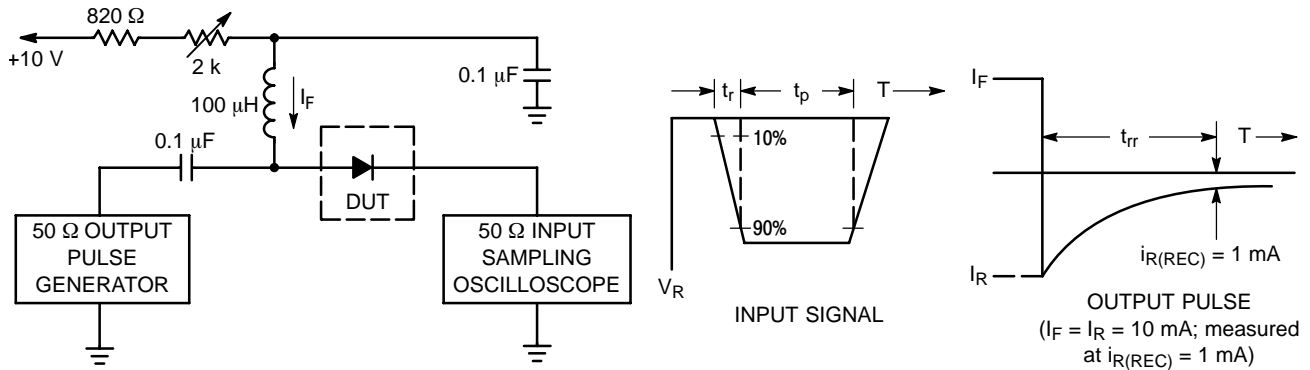 820 Ω
+10 V
2 k
0.1 µF
100 µH
I_F
0.1 µF
DUT
50 Ω OUTPUT
PULSE
GENERATOR
50 Ω INPUT
SAMPLING
OSCILLOSCOPE
t_r
t_p
T
10%
90%
V_R
INPUT SIGNAL
I_F
t_rr
T
i_R(REC) = 1 mA
I_R
OUTPUT PULSE
(I_F = I_R = 10 mA; measured
at i_R(REC) = 1 mA)